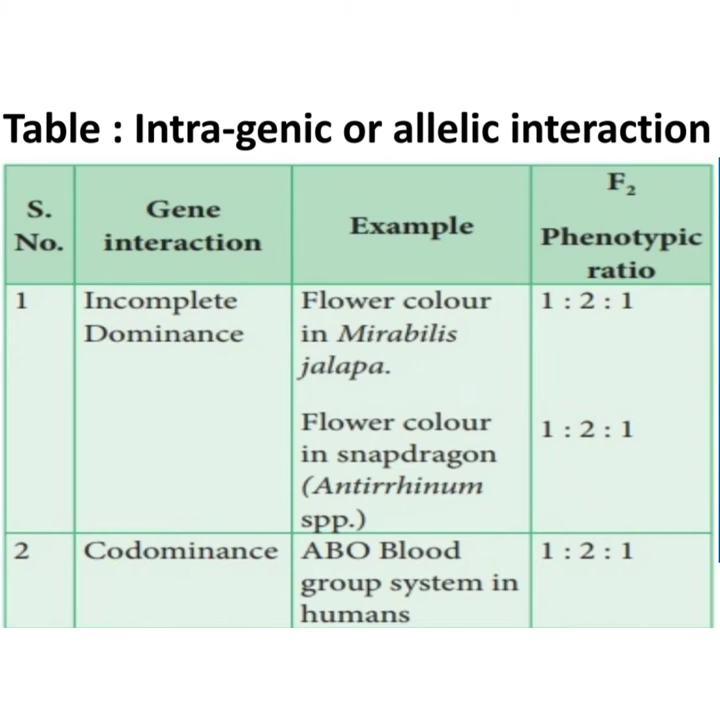 Table : Intra-genic or allelic interaction
S.
No.
Gene
interaction
Example
F₂
Phenotypic
ratio
1
Incomplete
Dominance
Flower colour
in Mirabilis
jalapa.
1 : 2 : 1
Flower colour
in snapdragon
(Antirrhinum
spp.)
1 : 2 : 1
2
Codominance
ABO Blood
group system in
humans
1 : 2 : 1